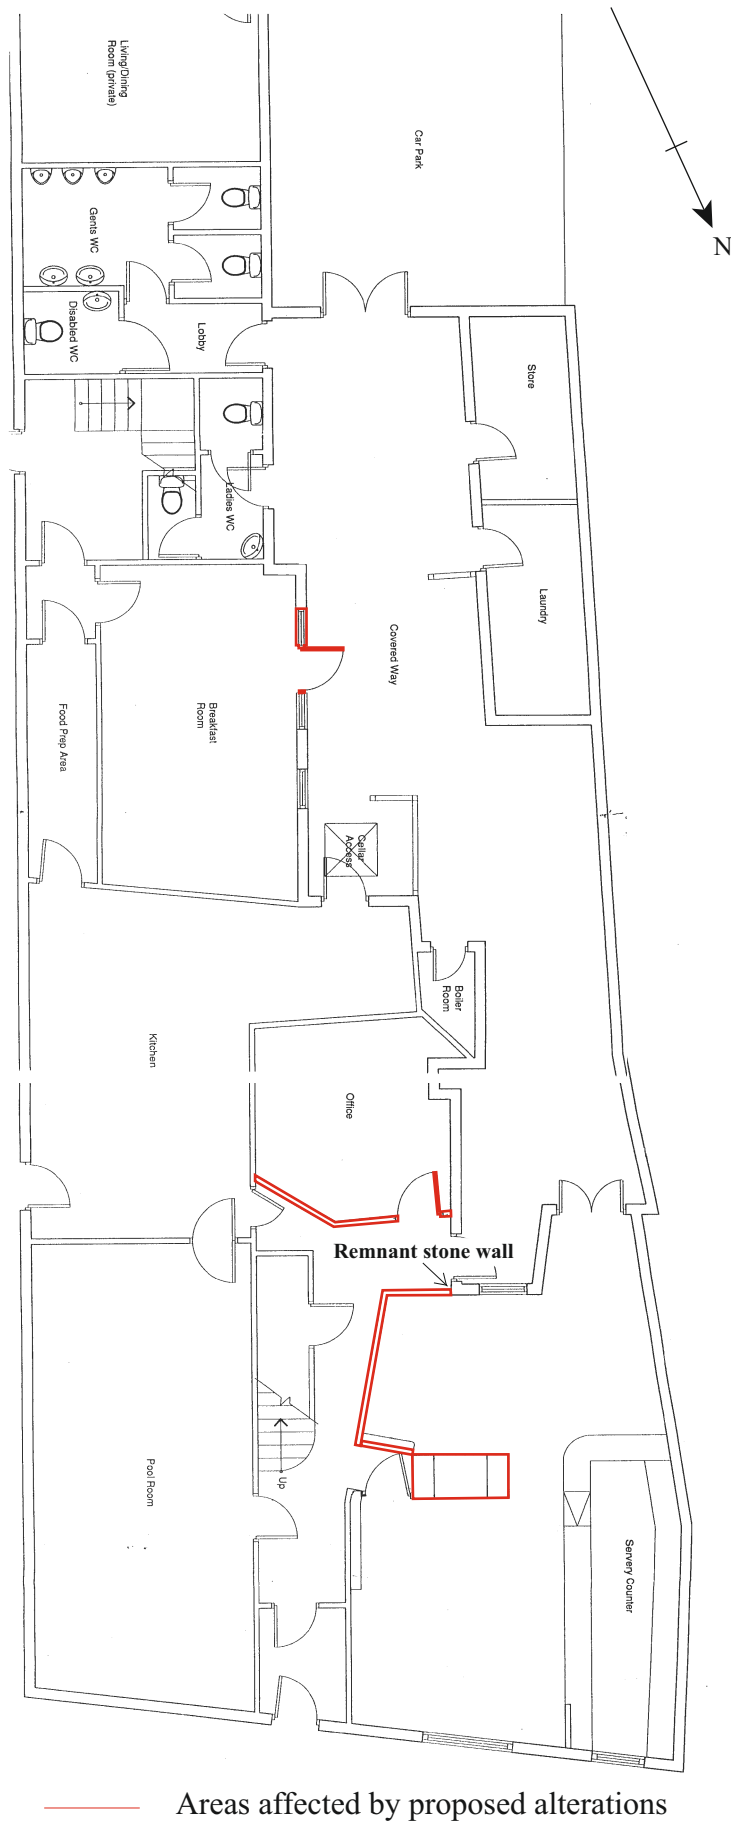 Living/Dining
Room (private)
Car Park
N
Gents WC
Disabled WC
Lobby
Store
Ladies WC
Laundry
Covered Way
Breakfast
Room
Food Prep Area
Cellar
Access
Boiler
Room
Kitchen
Office
Remnant stone wall
Up
Pool Room
Servery Counter
Areas affected by proposed alterations